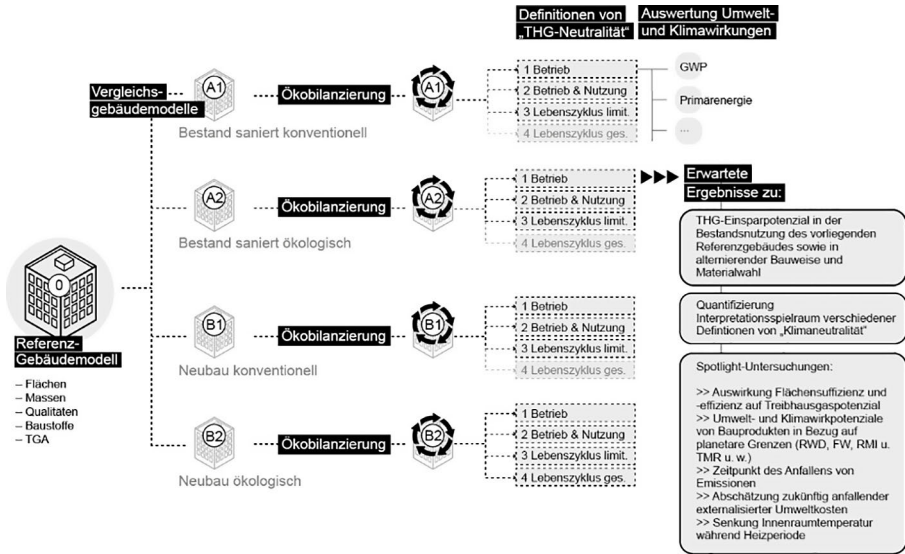 Definitionen von
„THG-Neutralität“
Auswertung Umwelt-
und Klimawirkungen
Vergleichs-
gebäudemodelle
A1
Bestand saniert konventionell
Ökobilanzierung
A1
1 Betrieb
2 Betrieb & Nutzung
3 Lebenszyklus limit.
4 Lebenszyklus ges.
GWP
Primärenergie
...
A2
Bestand saniert ökologisch
Ökobilanzierung
A2
1 Betrieb
2 Betrieb & Nutzung
3 Lebenszyklus limit.
4 Lebenszyklus ges.
Erwartete
Ergebnisse zu:
THG-Einsparpotenzial in der
Bestandsnutzung des vorliegenden
Referenzgebäudes sowie in
alternierender Bauweise und
Materialwahl
Quantifizierung
Interpretationsspielraum verschiedener
Defintionen von „Klimaneutralität“
Spotlight-Untersuchungen:
>> Auswirkung Flächensuffizienz und
-effizienz auf Treibhausgaspotenzial
>> Umwelt- und Klimawirkpotenziale
von Bauprodukten in Bezug auf
planetare Grenzen (RWD, FW, RMI u.
TMR u. w.)
>> Zeitpunkt des Anfallens von
Emissionen
>> Abschätzung zukünftig anfallender
externalisierter Umweltkosten
>> Senkung Innenraumtemperatur
während Heizperiode
0
Referenz-
Gebäudemodell
– Flächen
– Massen
– Qualitäten
– Baustoffe
– TGA
B1
Neubau konventionell
Ökobilanzierung
B1
1 Betrieb
2 Betrieb & Nutzung
3 Lebenszyklus limit.
4 Lebenszyklus ges.
B2
Neubau ökologisch
Ökobilanzierung
B2
1 Betrieb
2 Betrieb & Nutzung
3 Lebenszyklus limit.
4 Lebenszyklus ges.